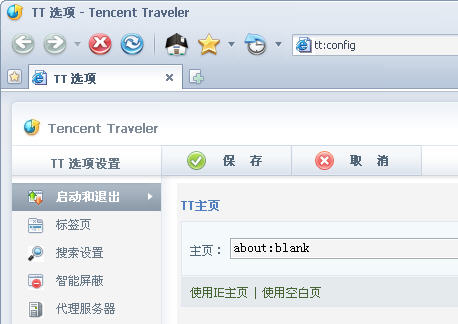 TT 选项 - Tencent Traveler
tt:config
TT 选项
Tencent Traveler
TT 选项设置
保 存
取 消
启动和退出
标签页
搜索设置
智能屏蔽
代理服务器
TT主页
主页： about:blank
使用IE主页 | 使用空白页